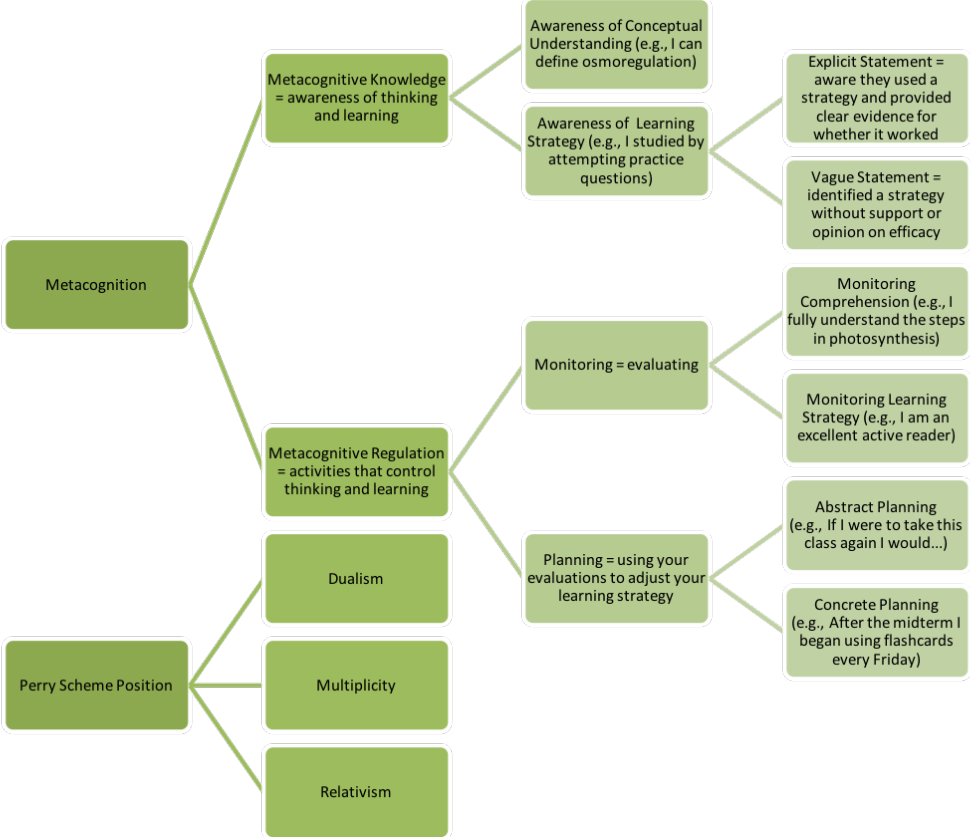 Metacognition
Metacognitive Knowledge
= awareness of thinking
and learning
Awareness of Conceptual
Understanding (e.g., I can
define osmoregulation)
Awareness of Learning
Strategy (e.g., I studied by
attempting practice
questions)
Explicit Statement =
aware they used a
strategy and provided
clear evidence for
whether it worked
Vague Statement =
identified a strategy
without support or
opinion on efficacy
Metacognitive Regulation
= activities that control
thinking and learning
Monitoring = evaluating
Monitoring
Comprehension (e.g., I
fully understand the steps
in photosynthesis)
Monitoring Learning
Strategy (e.g., I am an
excellent active reader)
Planning = using your
evaluations to adjust your
learning strategy
Abstract Planning
(e.g., If I were to take this
class again I would...)
Concrete Planning
(e.g., After the midterm I
began using flashcards
every Friday)
Perry Scheme Position
Dualism
Multiplicity
Relativism